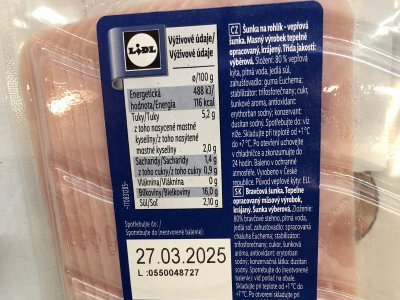 LIDL
Výživové údaje/
Výživové údaje:
ø/100 g
Energetická 488 kJ/
hodnota/Energia 116 kcal
Tuky/Tuky 5,2 g
z toho nasycené mastné
kyseliny/z toho nasýtené
mastné kyseliny 2,0 g
Sacharidy/Sacharidy 1,4 g
z toho cukry/z toho cukry 0,9 g
Vláknina/Vláknina 0 g
Bílkoviny/Bielkoviny 16,0 g
Sůl/Soľ 2,10 g
Spotřebujte do: /
Spotrebujte do (neotvorené balenie):
27.03.2025
L :0550048727
CZ Šunka na rohlík - vepřová
šunka. Masný výrobek tepelně
opracovaný, krájený. Třída jakosti:
výběrová. Složení: 80 % vepřová
kýta, pitná voda, jedlá sůl,
zahušťovadlo: guma Euchema;
stabilizátor: trifosforečnany; cukr,
šunkové aroma, antioxidant:
erythorban sodný; konzervant:
dusitan sodný. Spotřebujte do: viz
níže. Skladujte při teplotě od +1°C
do +7°C. Po otevření uchovejte
v chladničce a zkonzumujte do
24 hodin. Baleno v ochranné
atmosféře. Vyrobeno v České
republice. Původ vepřové kýty: EU.
SK Bravčová šunka. Tepelne
opracovaný mäsový výrobok,
krájaný. Šunka výberová. Zloženie:
80% bravčové stehno, pitná voda,
jedlá soľ, zahusťovadlo: spracovaná
chaluha Euchema; stabilizátor:
trifosforečnany; cukor, šunková
aróma, antioxidant: erytorban
sodný; konzervačná látka: dusitan
sodný. Spotrebujte do (neotvorené
balenie): viď potlač na obale.
Skladujte pri teplote od +1°C
do +7°C. Po otvorení skladujte pri